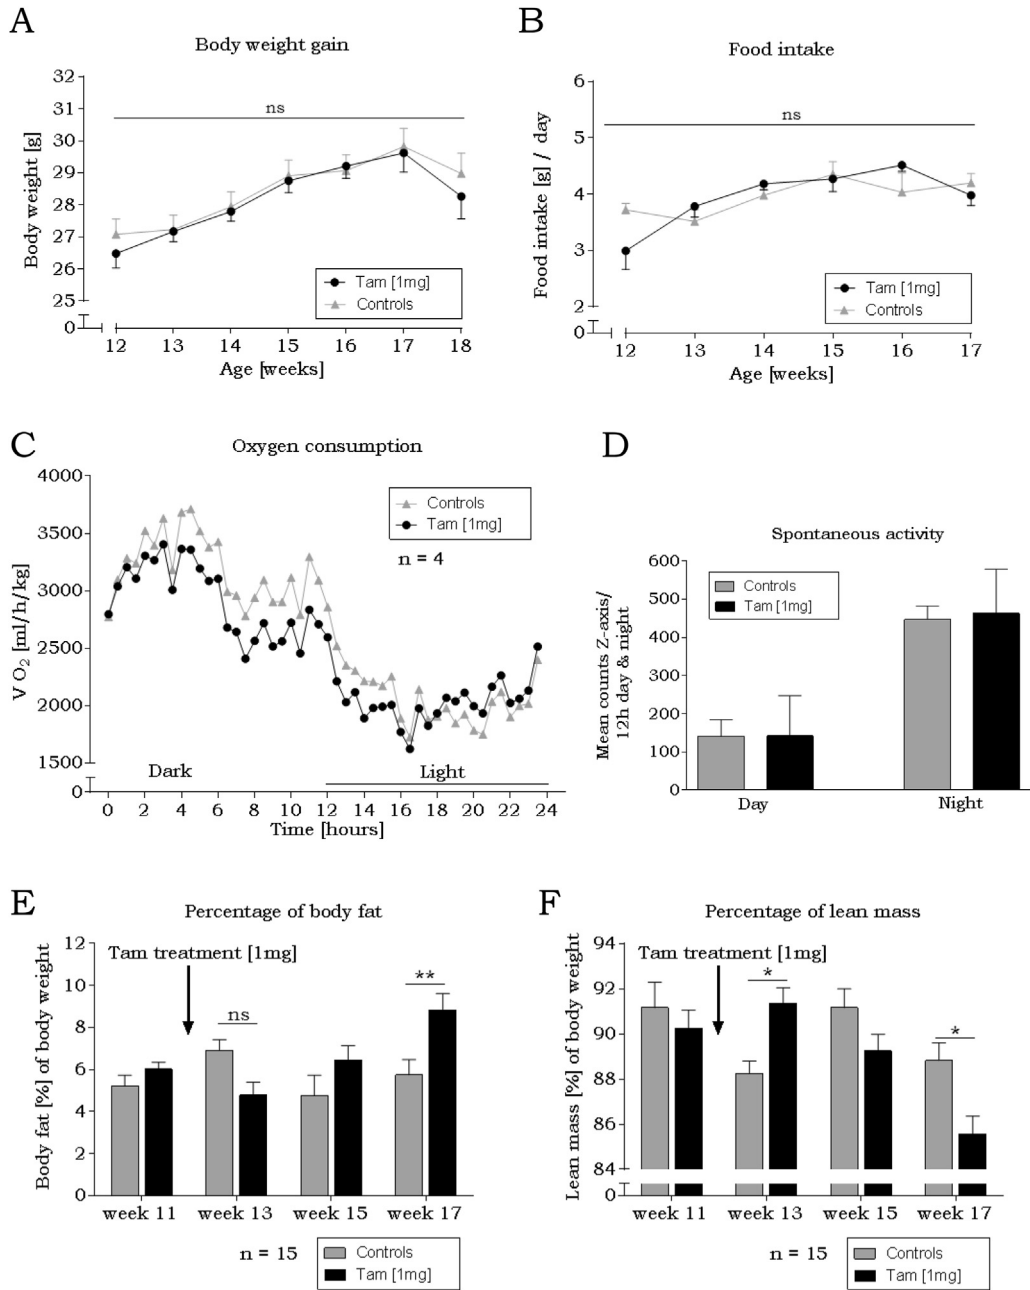 A
Body weight gain
Body weight [g]
32
31
30
29
28
27
26
25
0
ns
Tam [1mg]
Controls
12 13 14 15 16 17 18
Age [weeks]
B
Food intake
Food intake [g] / day
6
5
4
3
2
0
ns
Tam [1mg]
Controls
12 13 14 15 16 17
Age [weeks]
C
Oxygen consumption
V O₂ [ml/h/kg]
4000
3500
3000
2500
2000
1500
0
Controls
Tam [1mg]
n = 4
Dark Light
0 2 4 6 8 10 12 14 16 18 20 22 24
Time [hours]
D
Spontaneous activity
Mean counts Z-axis/
12h day & night
600
500
400
300
200
100
0
Controls
Tam [1mg]
Day Night
E
Percentage of body fat
Body fat [%] of body weight
12
10
8
6
4
2
0
Tam treatment [1mg]
ns
**
week 11 week 13 week 15 week 17
n = 15
Controls
Tam [1mg]
F
Percentage of lean mass
Lean mass [%] of body weight
94
92
90
88
86
84
0
Tam treatment [1mg]
*
*
week 11 week 13 week 15 week 17
n = 15
Controls
Tam [1mg]